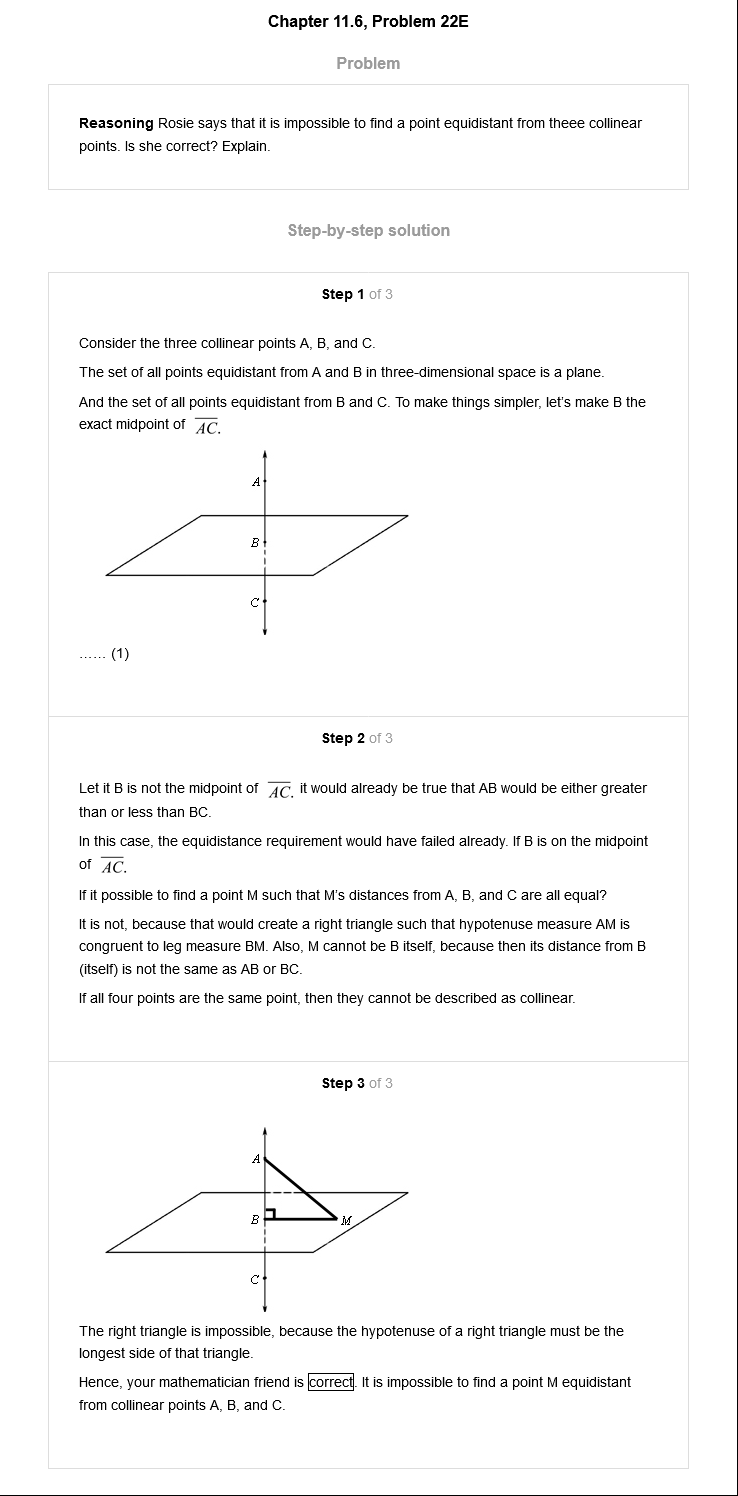 Chapter 11.6, Problem 22E
Problem
Reasoning Rosie says that it is impossible to find a point equidistant from theee collinear
points. Is she correct? Explain.
Step-by-step solution
Step 1 of 3
Consider the three collinear points A, B, and C.
The set of all points equidistant from A and B in three-dimensional space is a plane.
And the set of all points equidistant from B and C. To make things simpler, let's make B the
exact midpoint of A̅C̅.
A
B
C
...... (1)
Step 2 of 3
Let it B is not the midpoint of A̅C̅. it would already be true that AB would be either greater
than or less than BC.
In this case, the equidistance requirement would have failed already. If B is on the midpoint
of A̅C̅.
If it possible to find a point M such that M's distances from A, B, and C are all equal?
It is not, because that would create a right triangle such that hypotenuse measure AM is
congruent to leg measure BM. Also, M cannot be B itself, because then its distance from B
(itself) is not the same as AB or BC.
If all four points are the same point, then they cannot be described as collinear.
Step 3 of 3
A
B
M
C
The right triangle is impossible, because the hypotenuse of a right triangle must be the
longest side of that triangle.
Hence, your mathematician friend is correct. It is impossible to find a point M equidistant
from collinear points A, B, and C.